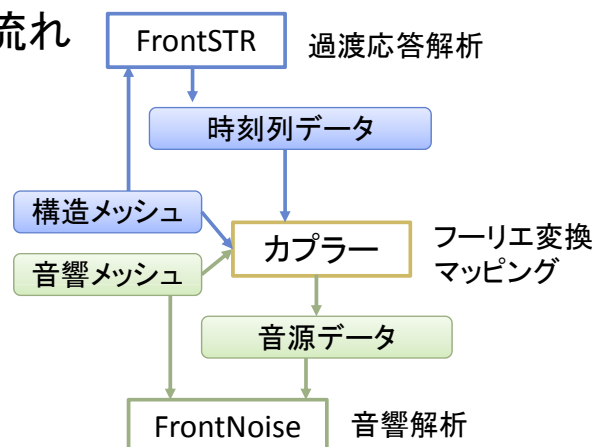 流れ
FrontSTR
過渡応答解析
時刻列データ
構造メッシュ
音響メッシュ
カプラー
フーリエ変換
マッピング
音源データ
FrontNoise
音響解析